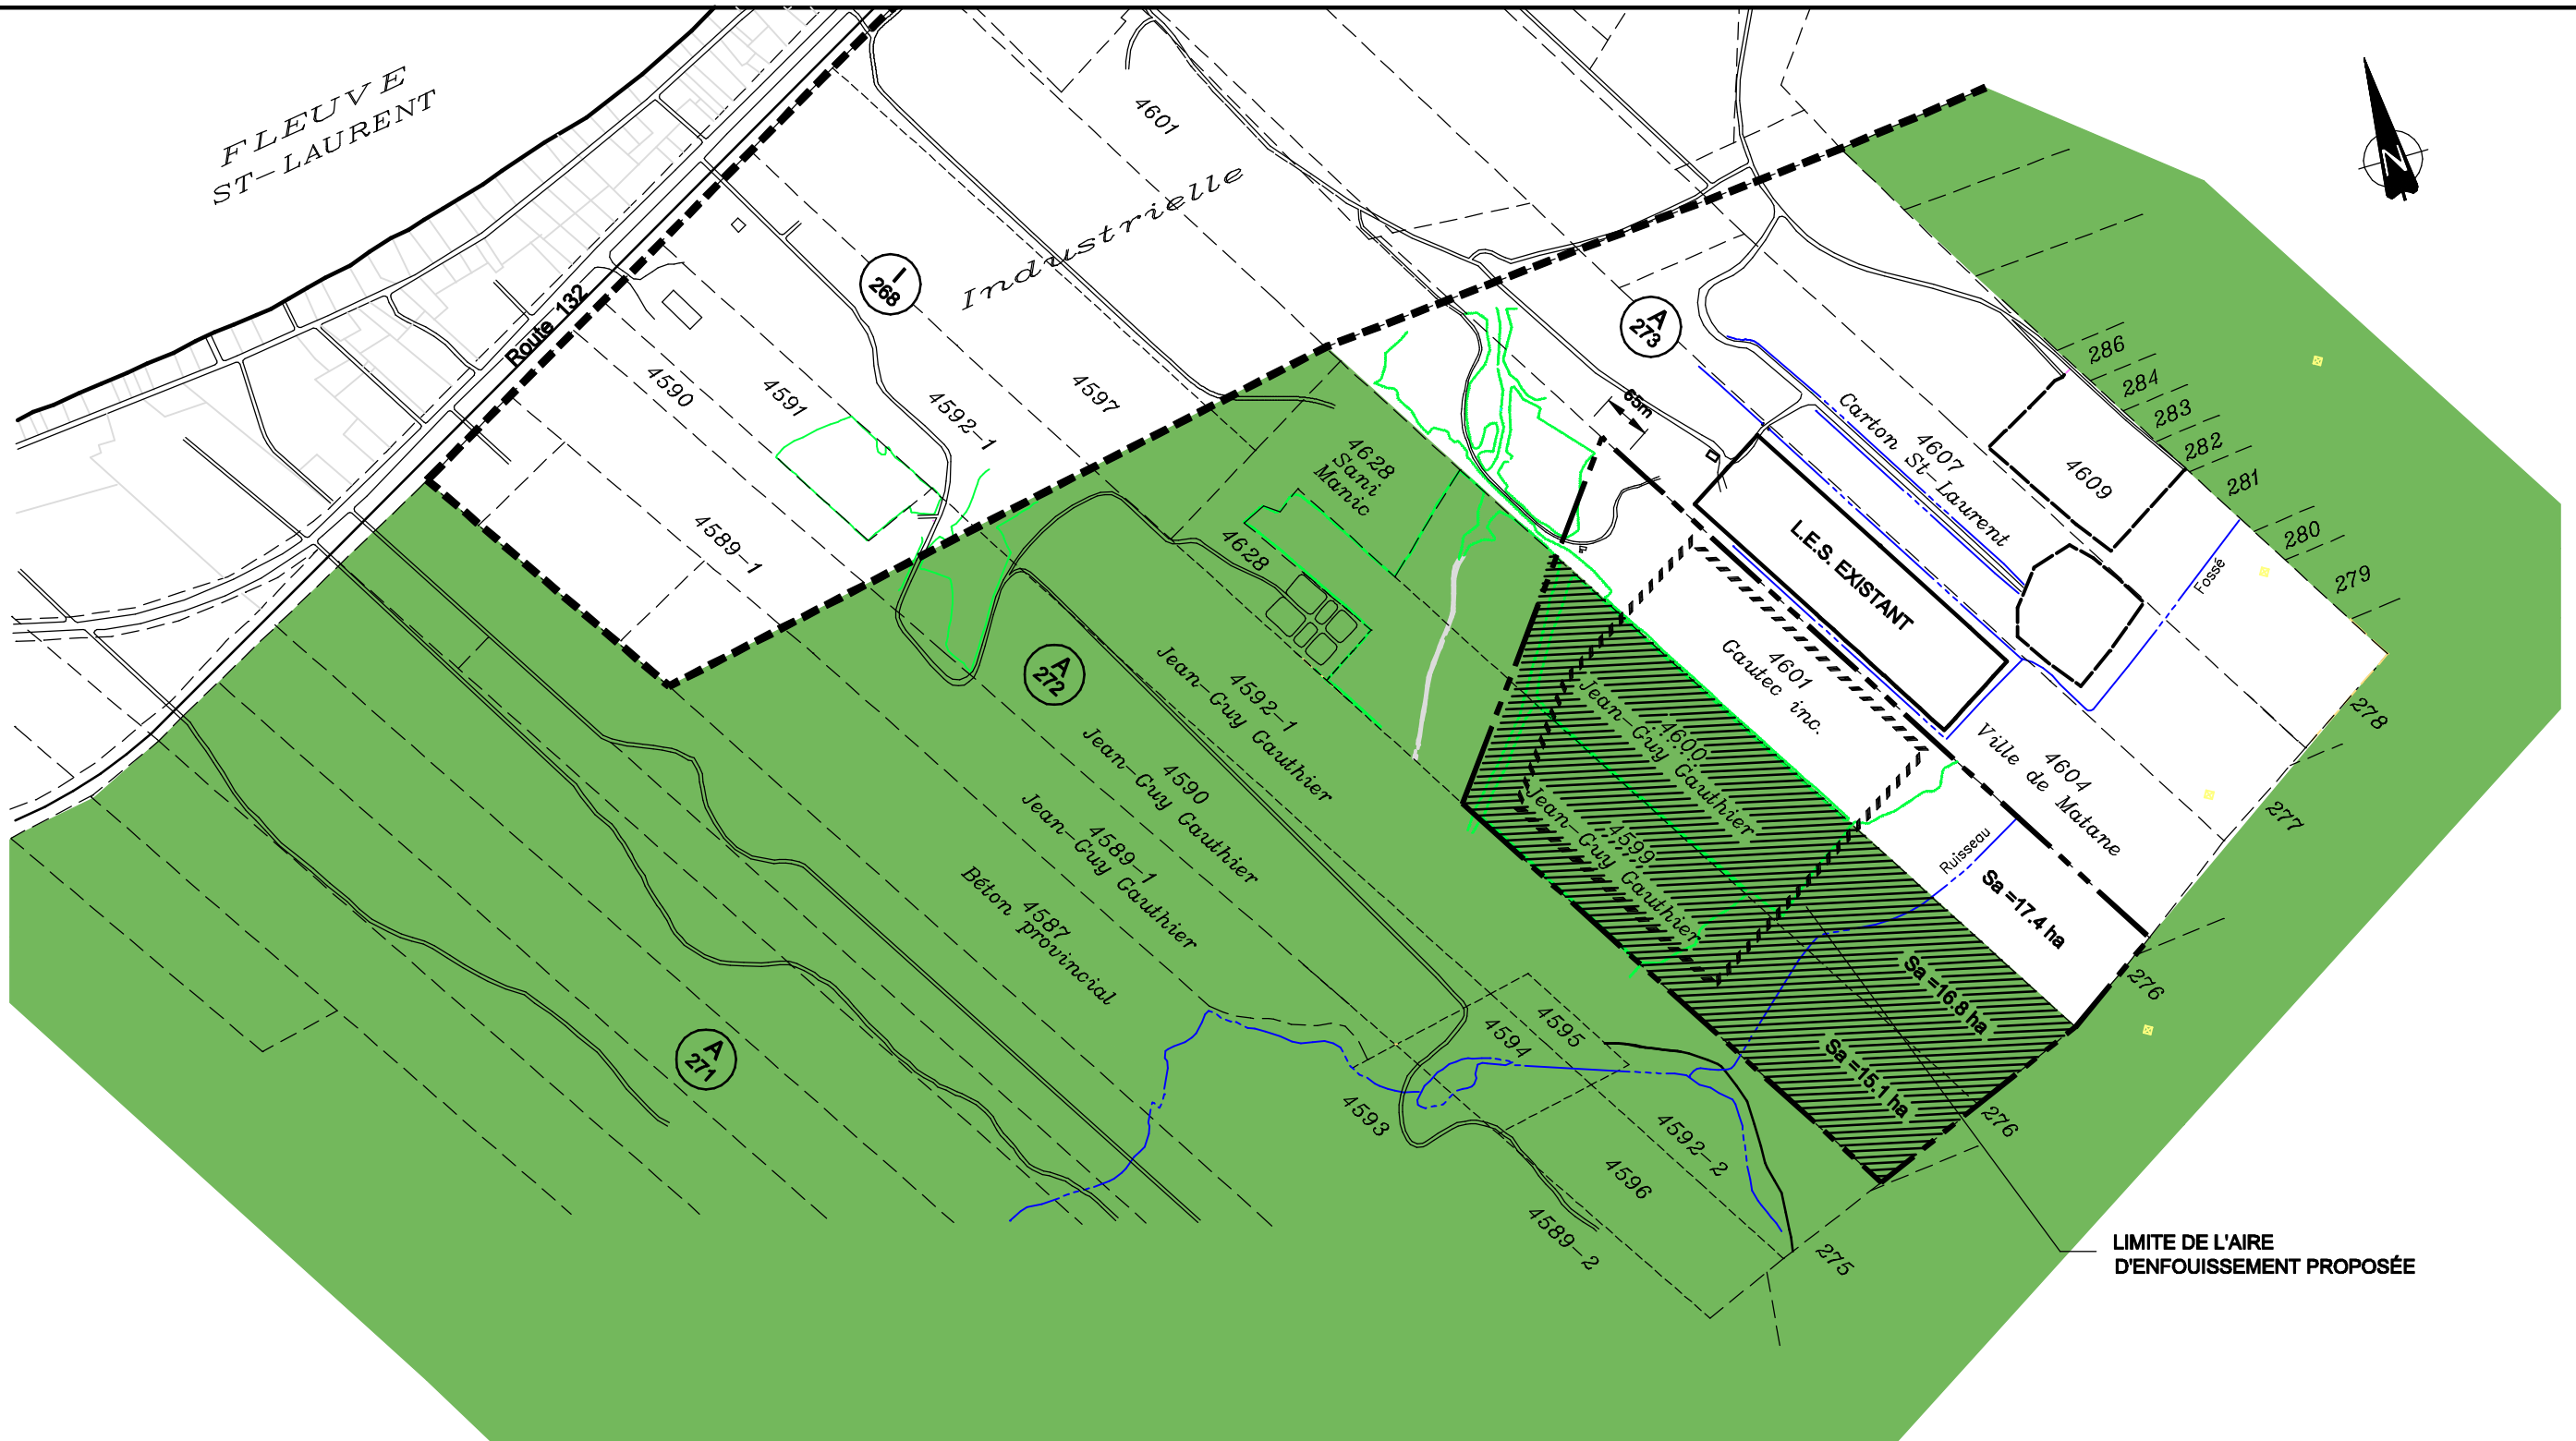 FLEUVE
ST-LAURENT
Route 132
Industrielle
I
268
4601
4590
4591
4592-1
4597
4589-1
A
273
65m
286
284
283
282
281
280
279
278
277
276
276
275
Carton St-Laurent
4607
4609
Fossé
L.E.S. EXISTANT
4628
Sani
Manic
4628
4601
Gautec inc.
4604
Ville de Matane
Ruisseau
Sa =17.4 ha
Sa =16.8 ha
Sa =15.1 ha
4600
Jean-Guy Gauthier
4599
Jean-Guy Gauthier
A
272
4592-1
Jean-Guy Gauthier
4590
Jean-Guy Gauthier
4589-1
Jean-Guy Gauthier
4587
Béton provincial
A
271
4595
4594
4593
4592-2
4596
4589-2
LIMITE DE L'AIRE
D'ENFOUISSEMENT PROPOSÉE
N